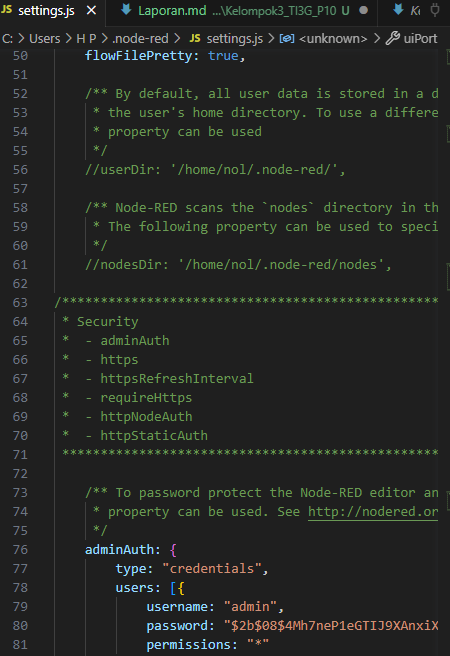 JS settings.js × Laporan.md ...\Kelompok3_TI3G_P10 U ●
C: > Users > H P > .node-red > JS settings.js > <unknown> > uiPort
50 flowFilePretty: true,
51
52 /** By default, all user data is stored in a d
53 * the user's home directory. To use a differe
54 * property can be used
55 */
56 //userDir: '/home/nol/.node-red/',
57
58 /** Node-RED scans the `nodes` directory in th
59 * The following property can be used to speci
60 */
61 //nodesDir: '/home/nol/.node-red/nodes',
62
63 /**************************************************
64 * Security
65 * - adminAuth
66 * - https
67 * - httpsRefreshInterval
68 * - requireHttps
69 * - httpNodeAuth
70 * - httpStaticAuth
71 **************************************************
72
73 /** To password protect the Node-RED editor an
74 * property can be used. See http://nodered.or
75 */
76 adminAuth: {
77 type: "credentials",
78 users: [{
79 username: "admin",
80 password: "$2b$08$4Mh7neP1eGTIJ9XAnxiX
81 permissions: "*"